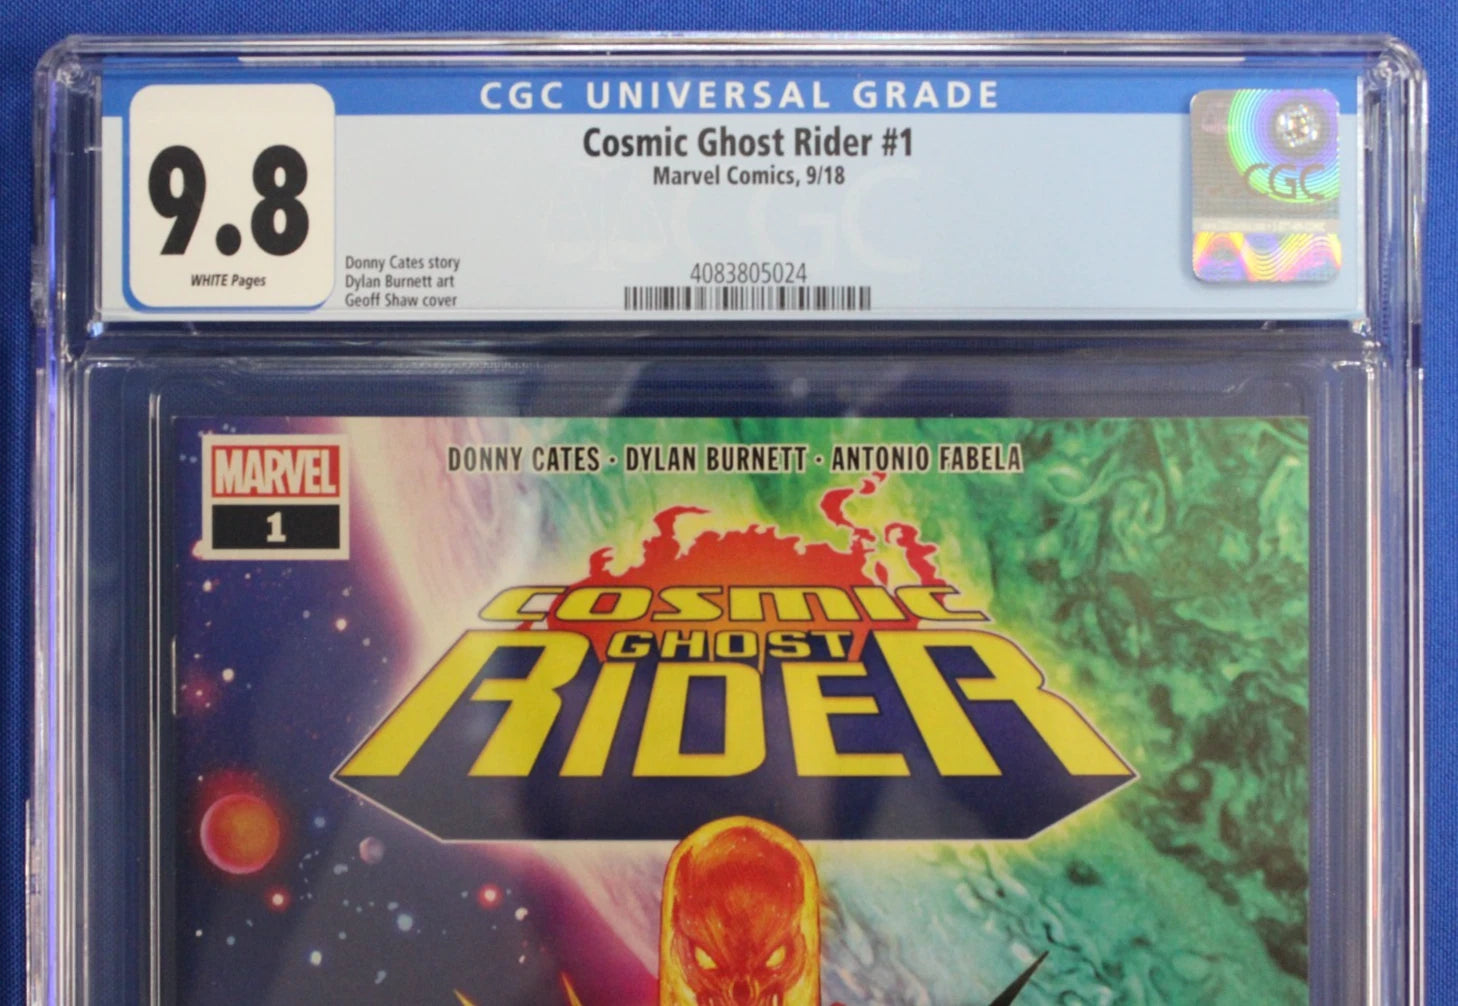 CGC UNIVERSAL GRADE
9.8
WHITE Pages
Cosmic Ghost Rider #1
Marvel Comics, 9/18
Donny Cates story
Dylan Burnett art
Geoff Shaw cover
4083805024
CGC
CGC
MARVEL
1
DONNY CATES · DYLAN BURNETT · ANTONIO FABELA
COSMIC
GHOST
RIDER